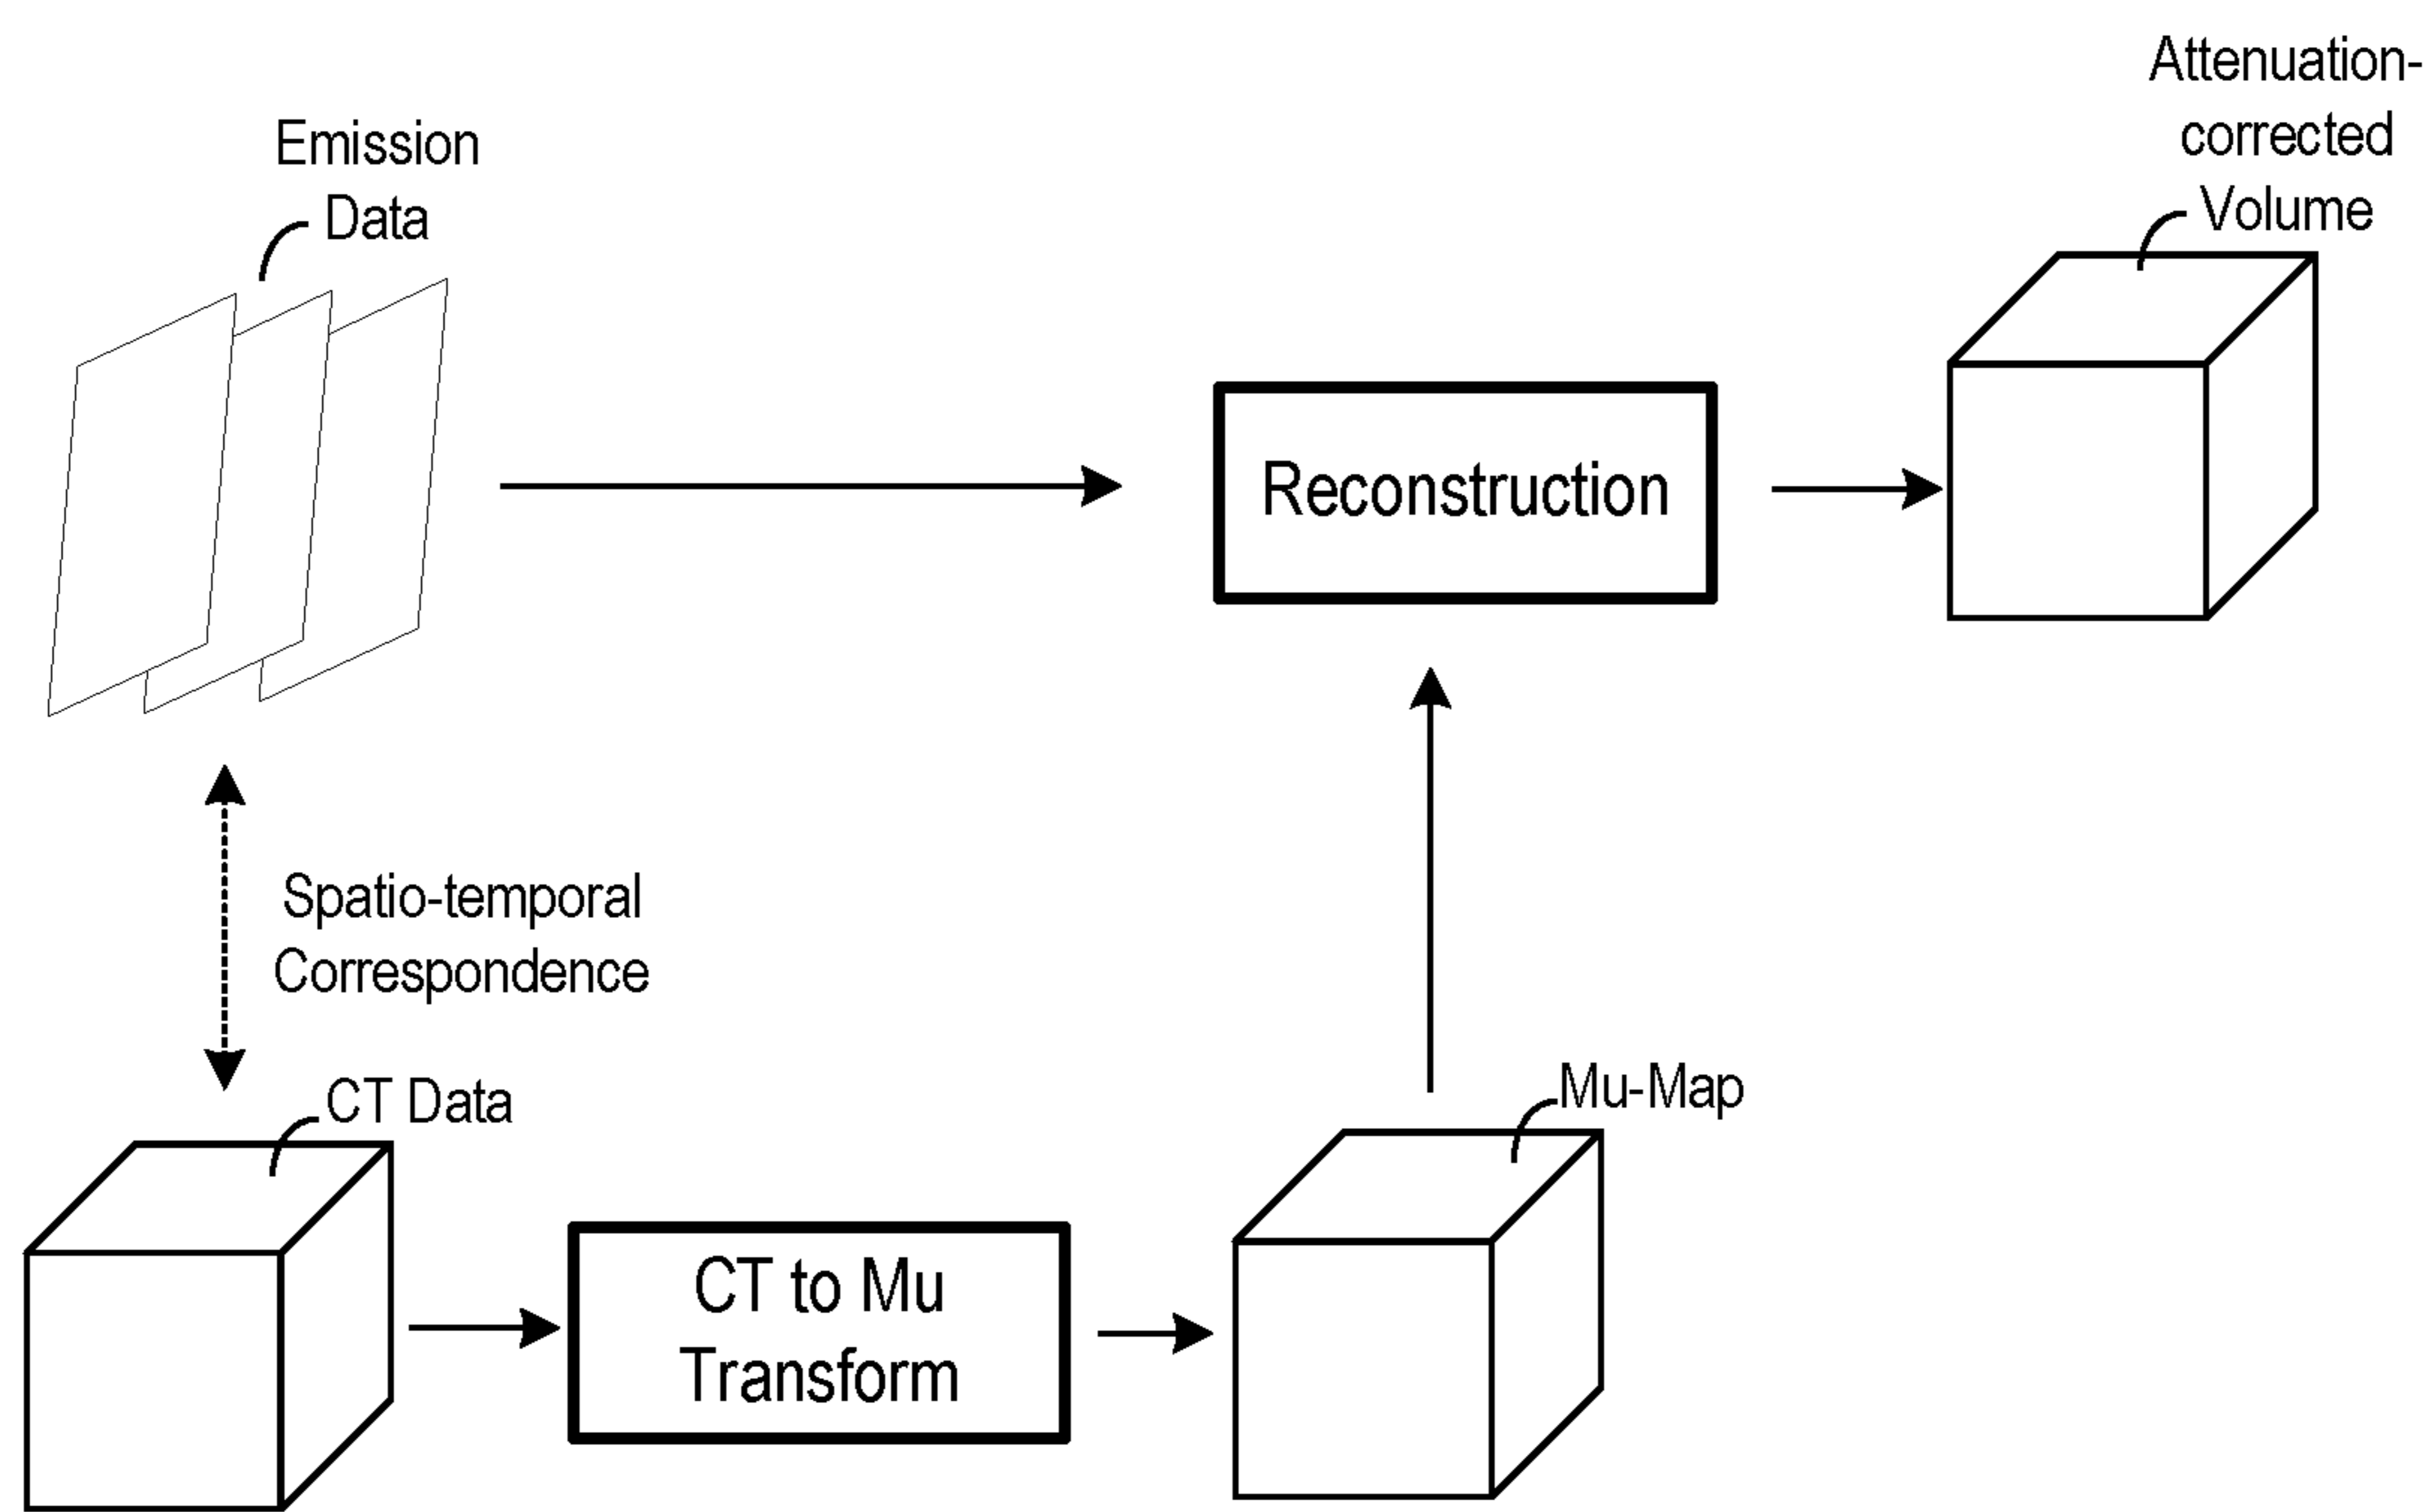 Attenuation-
corrected
Volume
Emission
Data
Reconstruction
Spatio-temporal
Correspondence
CT Data
Mu-Map
CT to Mu
Transform